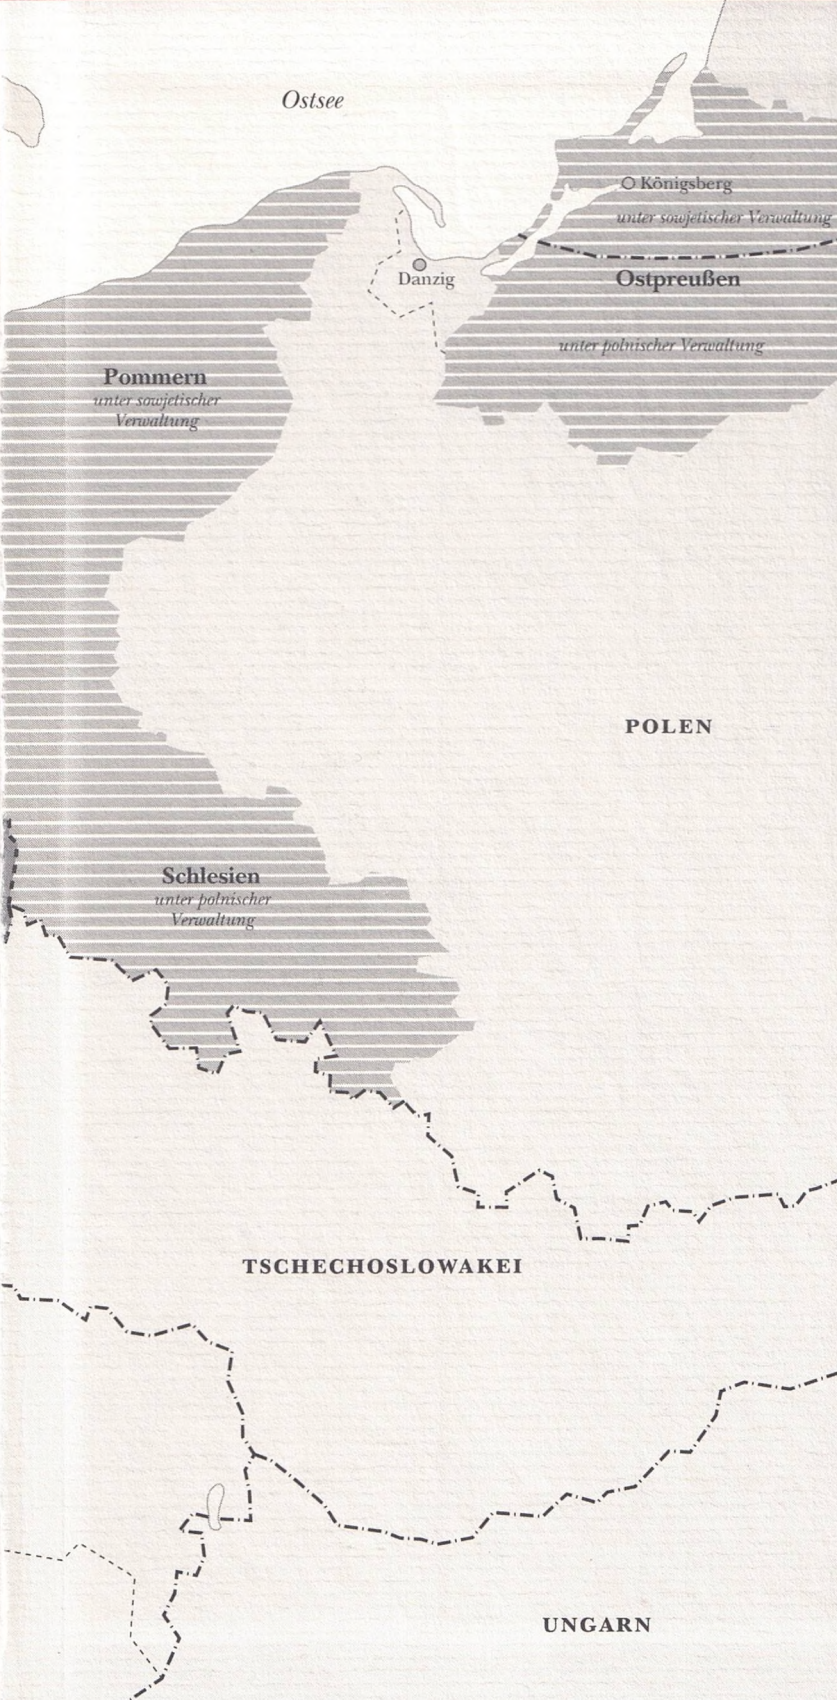 Ostsee
Königsberg
unter sowjetischer Verwaltung
Ostpreußen
Danzig
unter polnischer Verwaltung
Pommern
unter sowjetischer
Verwaltung
POLEN
Schlesien
unter polnischer
Verwaltung
TSCHECHOSLOWAKEI
UNGARN